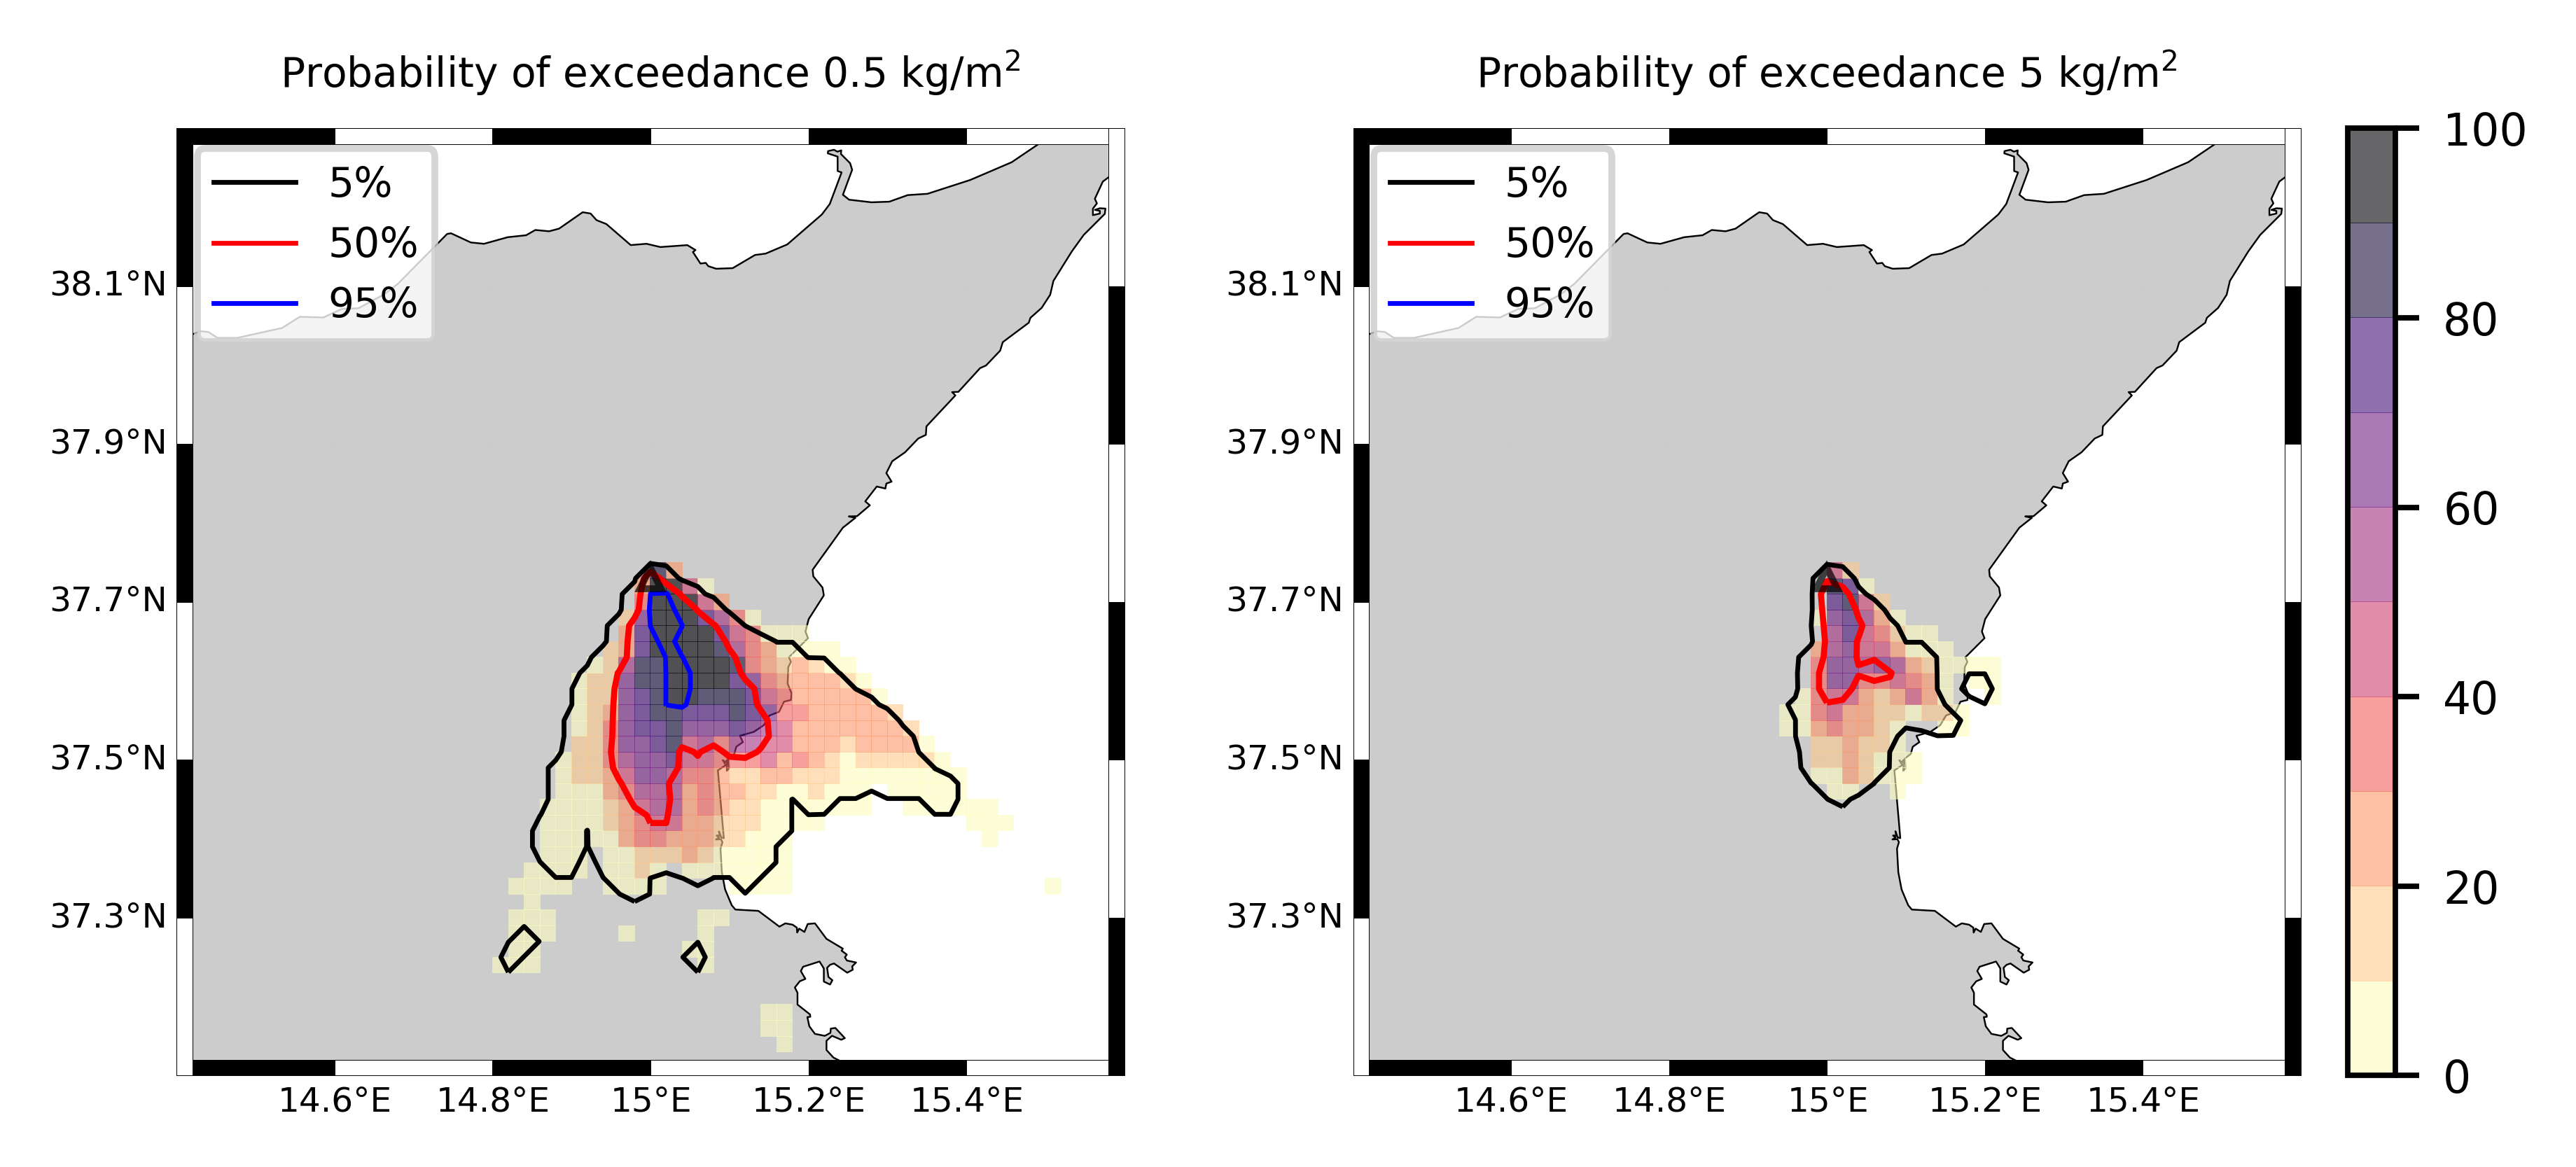 Probability of exceedance 0.5 kg/m²
5%
50%
95%
38.1°N
37.9°N
37.7°N
37.5°N
37.3°N
14.6°E 14.8°E 15°E 15.2°E 15.4°E
Probability of exceedance 5 kg/m²
5%
50%
95%
38.1°N
37.9°N
37.7°N
37.5°N
37.3°N
14.6°E 14.8°E 15°E 15.2°E 15.4°E
100
80
60
40
20
0